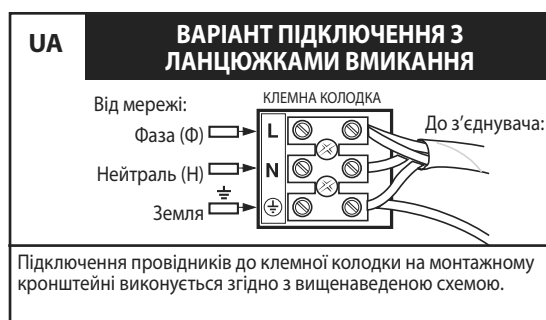 UA
ВАРІАНТ ПІДКЛЮЧЕННЯ З
ЛАНЦЮЖКАМИ ВМИКАННЯ
Від мережі:
КЛЕМНА КОЛОДКА
Фаза (Ф)
L
До з’єднувача:
Нейтраль (Н)
N
Земля
Підключення провідників до клемної колодки на монтажному
кронштейні виконується згідно з вищенаведеною схемою.